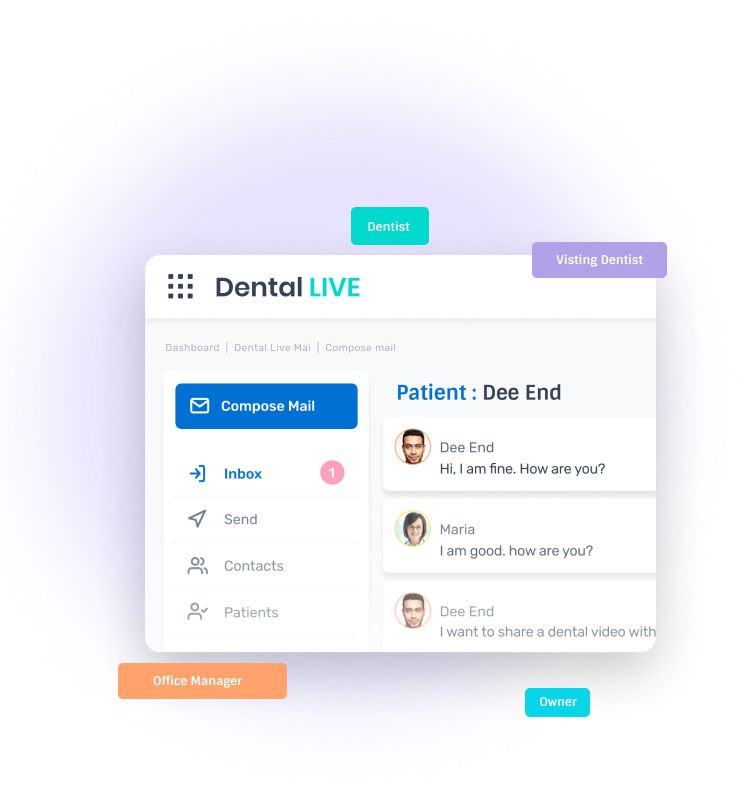 Dentist
Visting Dentist
Dental LIVE
Dashboard | Dental Live Mai | Compose mail
Compose Mail
Inbox
1
Send
Contacts
Patients
Patient : Dee End
Dee End
Hi, I am fine. How are you?
Maria
I am good. how are you?
Dee End
I want to share a dental video with
Office Manager
Owner